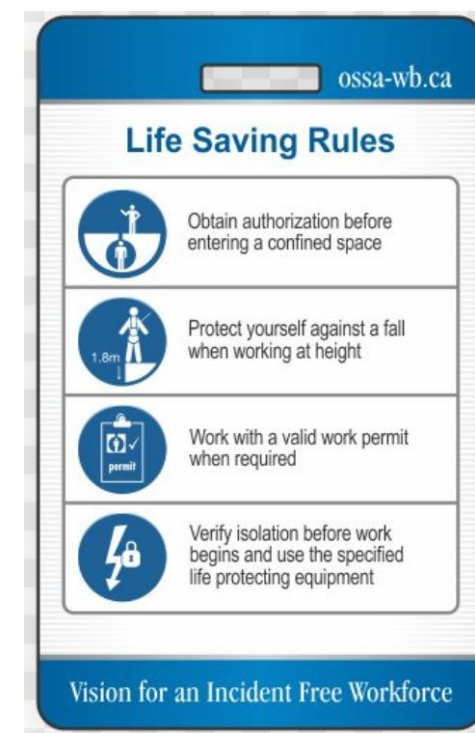 ossa-wb.ca
Life Saving Rules
Obtain authorization before
entering a confined space
1.8m
Protect yourself against a fall
when working at height
permit
Work with a valid work permit
when required
Verify isolation before work
begins and use the specified
life protecting equipment
Vision for an Incident Free Workforce